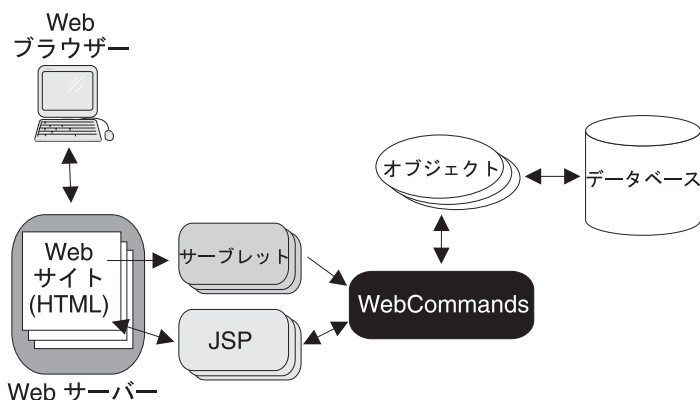 Web
ブラウザー
オブジェクト
データベース
Web
サイト
(HTML)
サーブレット
WebCommands
JSP
Web サーバー